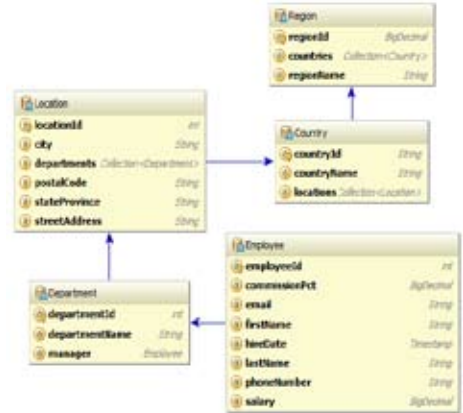 Region
regionId BigDecimal
countries Collection<Country>
regionName String
Location
locationId int
city String
departments Collection<Department>
postalCode String
stateProvince String
streetAddress String
Country
countryId String
countryName String
locations Collection<Location>
Department
departmentId int
departmentName String
manager Employee
Employee
employeeId int
commissionPct BigDecimal
email String
firstName String
hireDate Timestamp
lastName String
phoneNumber String
salary BigDecimal